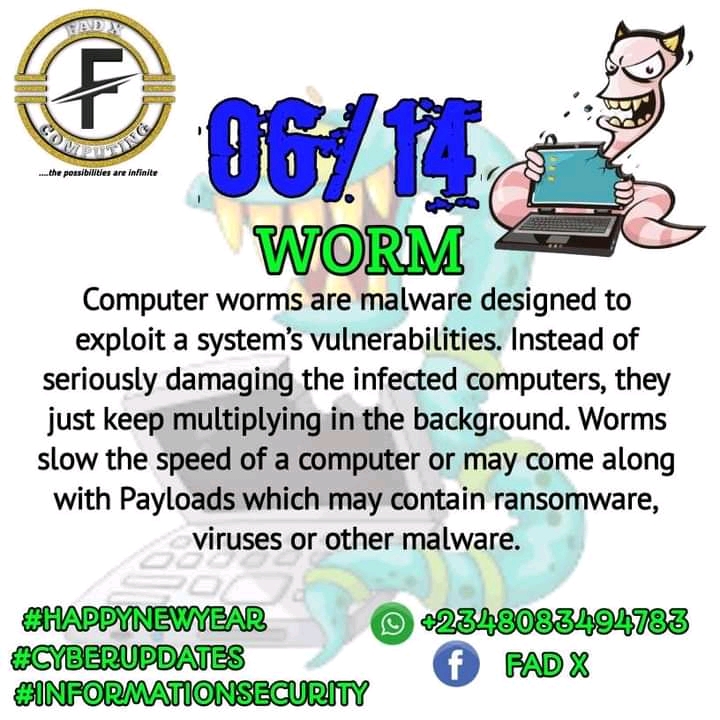 FAD X
F
COMPUTING
....the possibilities are infinite
06/14
WORM
Computer worms are malware designed to
exploit a system's vulnerabilities. Instead of
seriously damaging the infected computers, they
just keep multiplying in the background. Worms
slow the speed of a computer or may come along
with Payloads which may contain ransomware,
viruses or other malware.
#HAPPYNEWYEAR
#CYBERUPDATES
#INFORMATIONSECURITY
+2348083494783
f FAD X